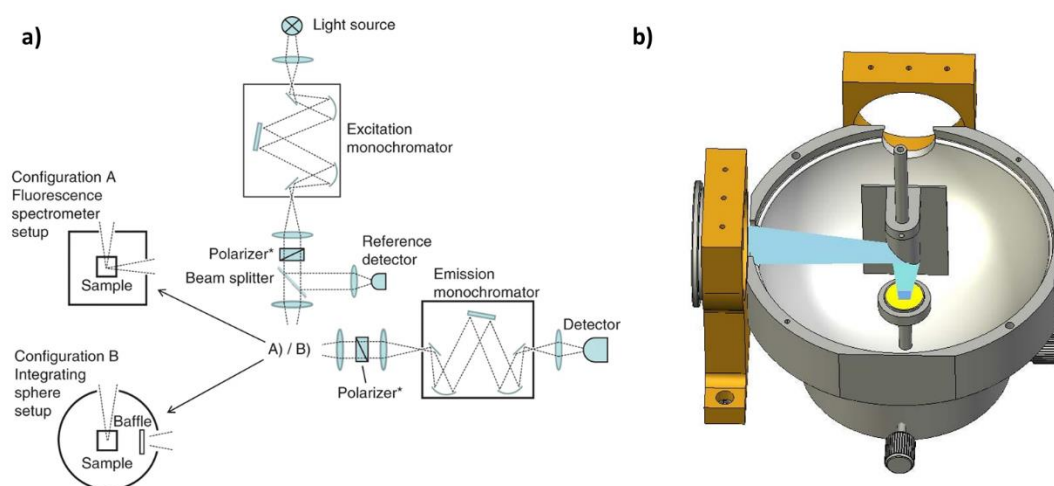 a)
Light source
Excitation
monochromator
Configuration A
Fluorescence
spectrometer
setup
Sample
Polarizer*
Beam splitter
Reference
detector
Emission
monochromator
Detector
A) / B)
Polarizer*
Configuration B
Integrating
sphere
setup
Baffle
Sample
b)